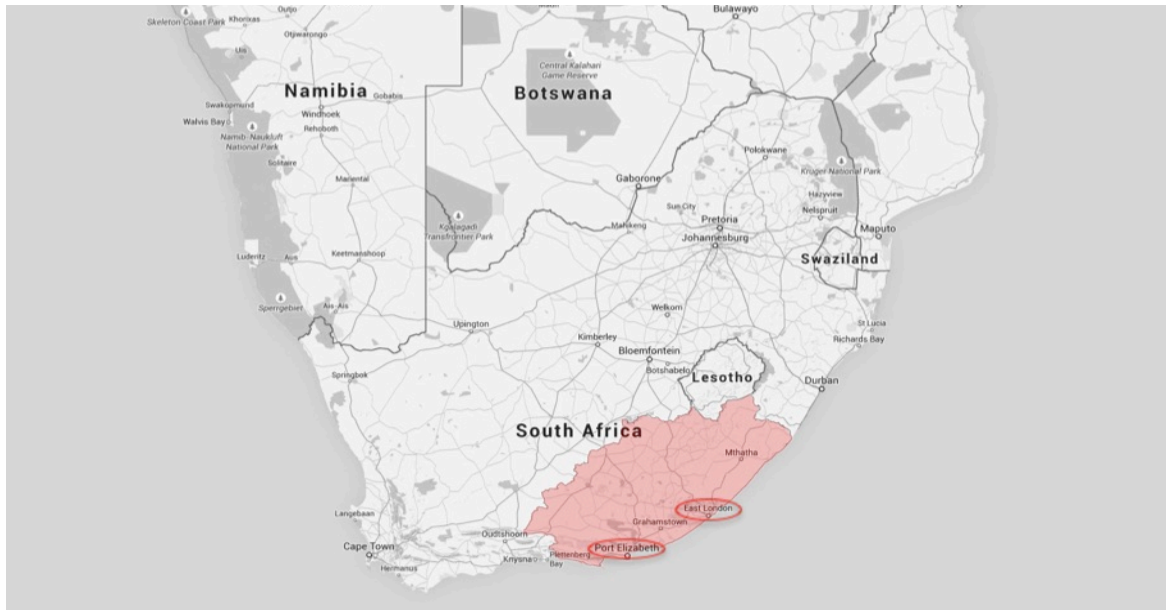 Bulawayo
Outjo
Skeleton Coast Park
Khorixas
Otjiwarongo
Uis
Central Kalahari
Game Reserve
Namibia
Botswana
Gobabis
Swakopmund
Windhoek
Walvis Bay
Rehoboth
Namib-Naukluft
National Park
Polokwane
Solitaire
Kruger National Park
Mariental
Gaborone
Hazyview
Sun City
Nelspruit
Pretoria
Mahikeng
Kgalagadi
Transfrontier Park
Maputo
Johannesburg
Luderitz
Aus
Keetmanshoop
Swaziland
Sperrgebiet
Ais-Ais
Welkom
Upington
St Lucia
Kimberley
Richards Bay
Bloemfontein
Botshabelo
Springbok
Lesotho
Durban
South Africa
Mthatha
East London
Langebaan
Grahamstown
Oudtshoorn
Cape Town
Port Elizabeth
Knysna
Plettenberg
Bay
Hermanus